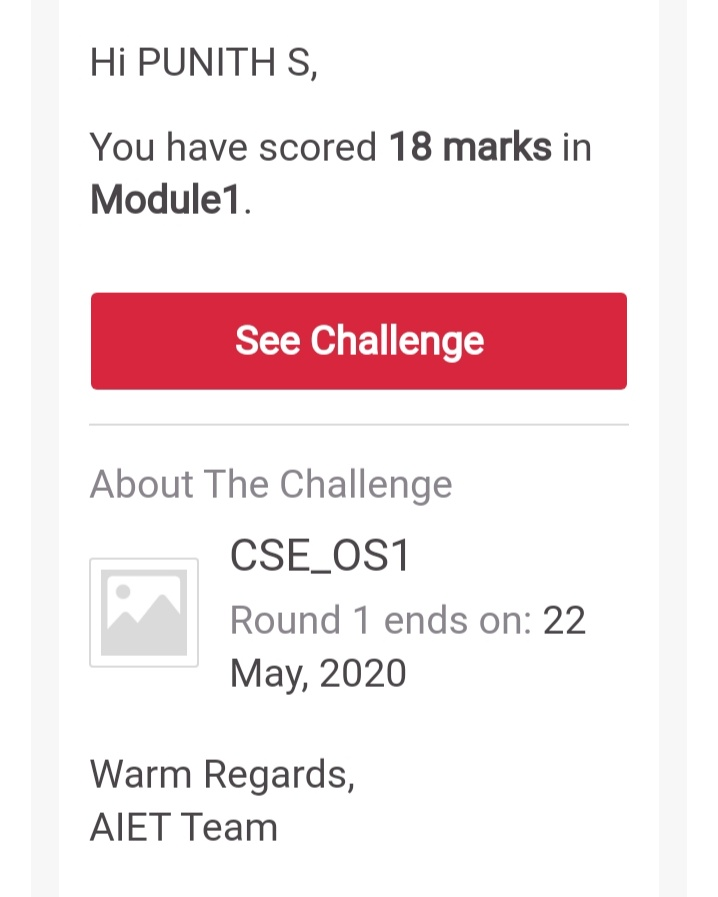 Hi PUNITH S,
You have scored 18 marks in
Module1.
See Challenge
About The Challenge
CSE_OS1
Round 1 ends on: 22
May, 2020
Warm Regards,
AIET Team